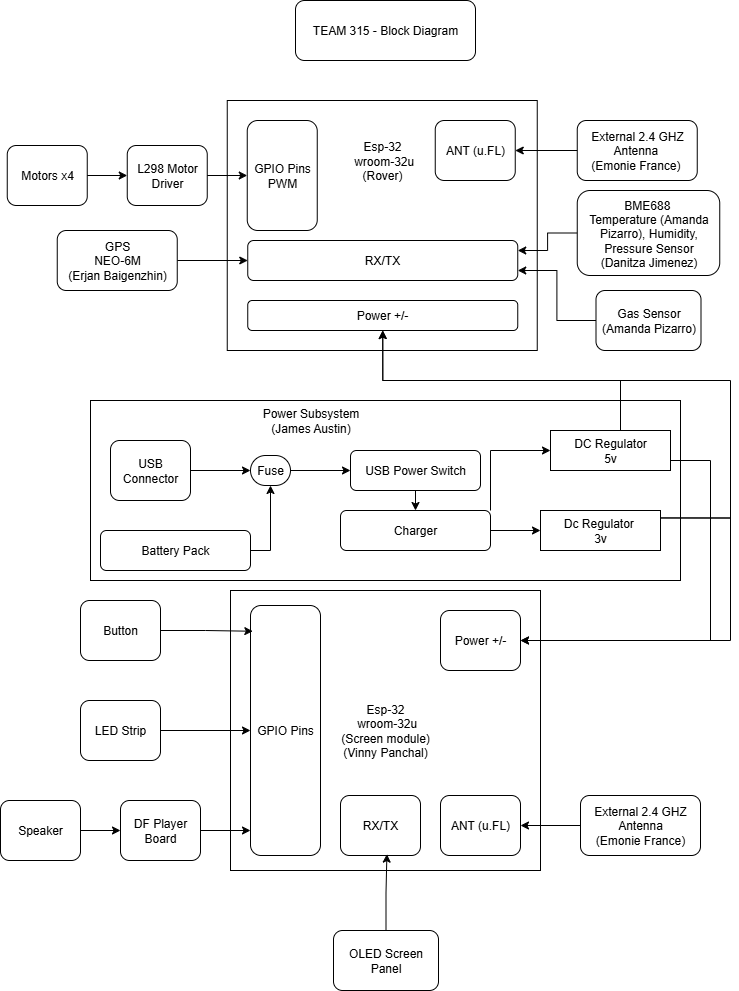 TEAM 315 - Block Diagram
Esp-32
wroom-32u
(Rover)
GPIO Pins
PWM
ANT (u.FL)
External 2.4 GHZ
Antenna
(Emonie France)
Motors x4
L298 Motor
Driver
BME688
Temperature (Amanda
Pizarro), Humidity,
Pressure Sensor
(Danitza Jimenez)
GPS
NEO-6M
(Erjan Baigenzhin)
RX/TX
Gas Sensor
(Amanda Pizarro)
Power +/-
Power Subsystem
(James Austin)
USB
Connector
Fuse
USB Power Switch
DC Regulator
5v
Battery Pack
Charger
Dc Regulator
3v
Button
Power +/-
LED Strip
GPIO Pins
Esp-32
wroom-32u
(Screen module)
(Vinny Panchal)
Speaker
DF Player
Board
RX/TX
ANT (u.FL)
External 2.4 GHZ
Antenna
(Emonie France)
OLED Screen
Panel